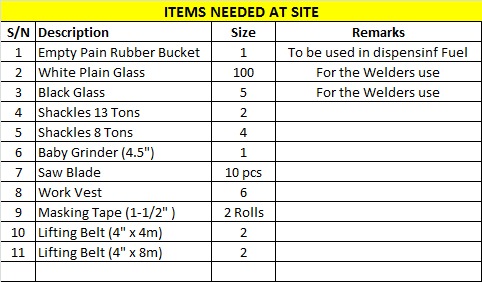 ITEMS NEEDED AT SITE
S/N Description Size Remarks
1 Empty Pain Rubber Bucket 1 To be used in dispensinf Fuel
2 White Plain Glass 100 For the Welders use
3 Black Glass 5 For the Welders use
4 Shackles 13 Tons 2
5 Shackles 8 Tons 4
6 Baby Grinder (4.5") 1
7 Saw Blade 10 pcs
8 Work Vest 6
9 Masking Tape (1-1/2" ) 2 Rolls
10 Lifting Belt (4" x 4m) 2
11 Lifting Belt (4" x 8m) 2